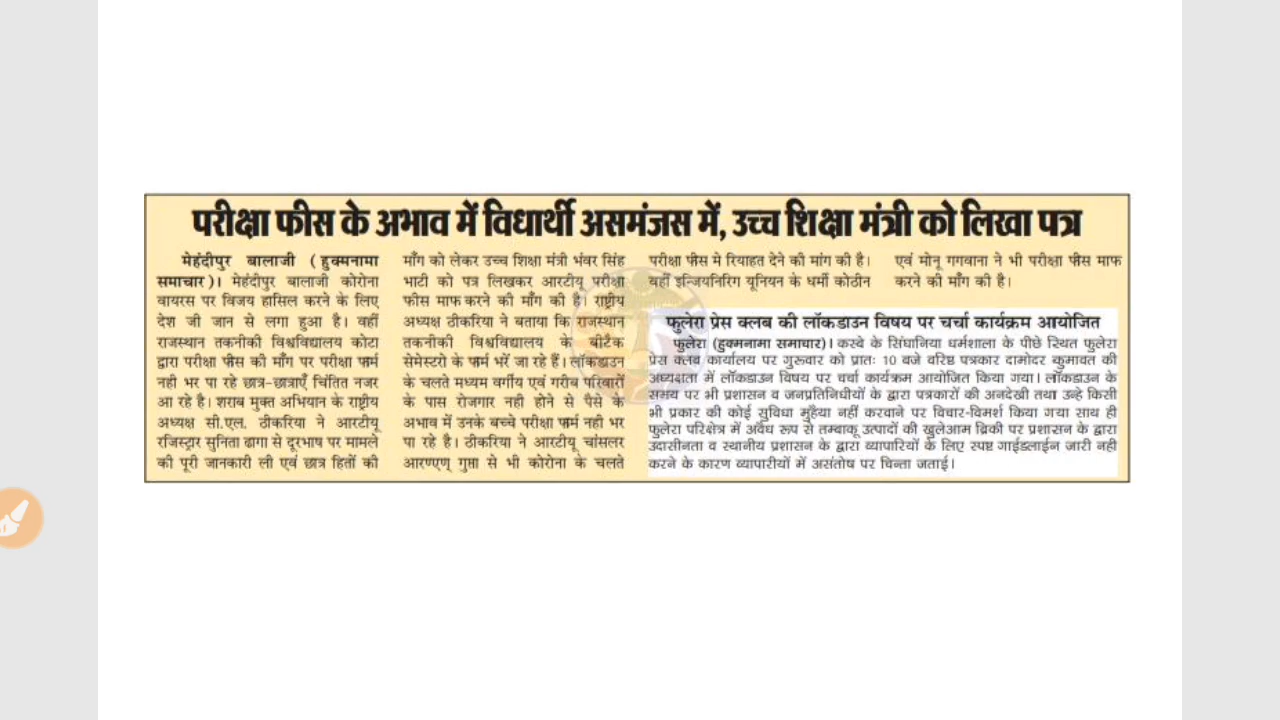 परीक्षा फीस के अभाव में विधार्थी असमंजस में, उच्च शिक्षा मंत्री को लिखा पत्र
मेहंदीपुर बालाजी (हुक्मनामा
समाचार)। मेहंदीपुर बालाजी कोरोना
वायरस पर विजय हासिल करने के लिए
देश जी जान से लगा हुआ है। वहीं
राजस्थान तकनीकी विश्वविद्यालय कोटा
द्वारा परीक्षा फीस की माँग पर परीक्षा फार्म
नही भर पा रहे छात्र-छात्राएँ चिंतित नजर
आ रहे है। शराब मुक्त अभियान के राष्ट्रीय
अध्यक्ष सी.एल. ठीकरिया ने आरटीयू
रजिस्ट्रार सुनिता ढागा से दूरभाष पर मामले
की पूरी जानकारी ली एवं छात्र हितों की
माँग को लेकर उच्च शिक्षा मंत्री भंवर सिंह
भाटी को पत्र लिखकर आरटीयू परीक्षा
फीस माफ करने की माँग की है। राष्ट्रीय
अध्यक्ष ठीकरिया ने बताया कि राजस्थान
तकनीकी विश्वविद्यालय के बीटैक
सेमेस्टरो के फार्म भरें जा रहे हैं। लॉकडाउन
के चलते मध्यम वर्गीय एवं गरीब परिवारों
के पास रोजगार नही होने से पैसे के
अभाव में उनके बच्चे परीक्षा फार्म नही भर
पा रहे है। ठीकरिया ने आरटीयू चांसलर
आरण्एण् गुप्ता से भी कोरोना के चलते
परीक्षा फीस मे रियाहत देने की मांग की है।
वहीं इन्जियनिरिग यूनियन के धर्मी कोठीन
एवं मोनू गगवाना ने भी परीक्षा फीस माफ
करने की माँग की है।
फुलेरा प्रेस क्लब की लॉकडाउन विषय पर चर्चा कार्यक्रम आयोजित
फुलेरा (हुक्मनामा समाचार)। कस्बे के सिंघानिया धर्मशाला के पीछे स्थित फुलेरा
प्रेस क्लब कार्यालय पर गुरूवार को प्रातः 10 बजे वरिष्ठ पत्रकार दामोदर कुमावत की
अध्यक्षता में लॉकडाउन विषय पर चर्चा कार्यक्रम आयोजित किया गया। लॉकडाउन के
समय पर भी प्रशासन व जनप्रतिनिधीयों के द्वारा पत्रकारों की अनदेखी तथा उन्हे किसी
भी प्रकार की कोई सुविधा मुहैया नहीं करवाने पर विचार-विमर्श किया गया साथ ही
फुलेरा परिक्षेत्र में अवैध रूप से तम्बाकू उत्पादों की खुलेआम ब्रिकी पर प्रशासन के द्वारा
उदासीनता व स्थानीय प्रशासन के द्वारा व्यापारियों के लिए स्पष्ट गाईडलाईन जारी नही
करने के कारण व्यापारीयों में असंतोष पर चिन्ता जताई।